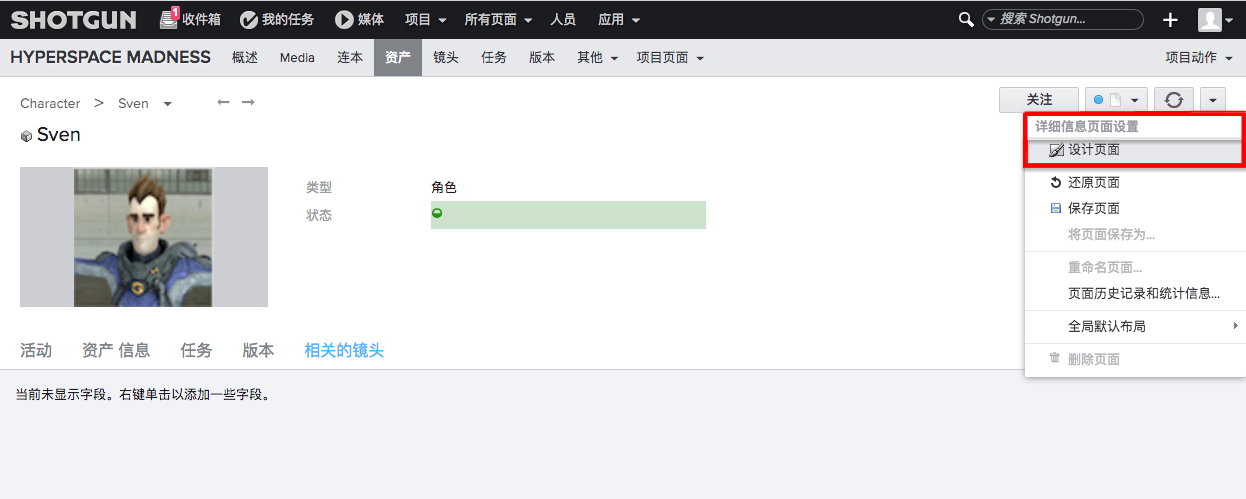 SHOTGUN 1 收件箱 我的任务 媒体 项目 所有页面 人员 应用 搜索 Shotgun...
HYPERSPACE MADNESS 概述 Media 连本 资产 镜头 任务 版本 其他 项目页面 项目动作
Character > Sven ← →
关注
Sven
详细信息页面设置
设计页面
还原页面
保存页面
将页面保存为...
重命名页面...
页面历史记录和统计信息...
全局默认布局
删除页面
类型 角色
状态
活动 资产 信息 任务 版本 相关的镜头
当前未显示字段。右键单击以添加一些字段。